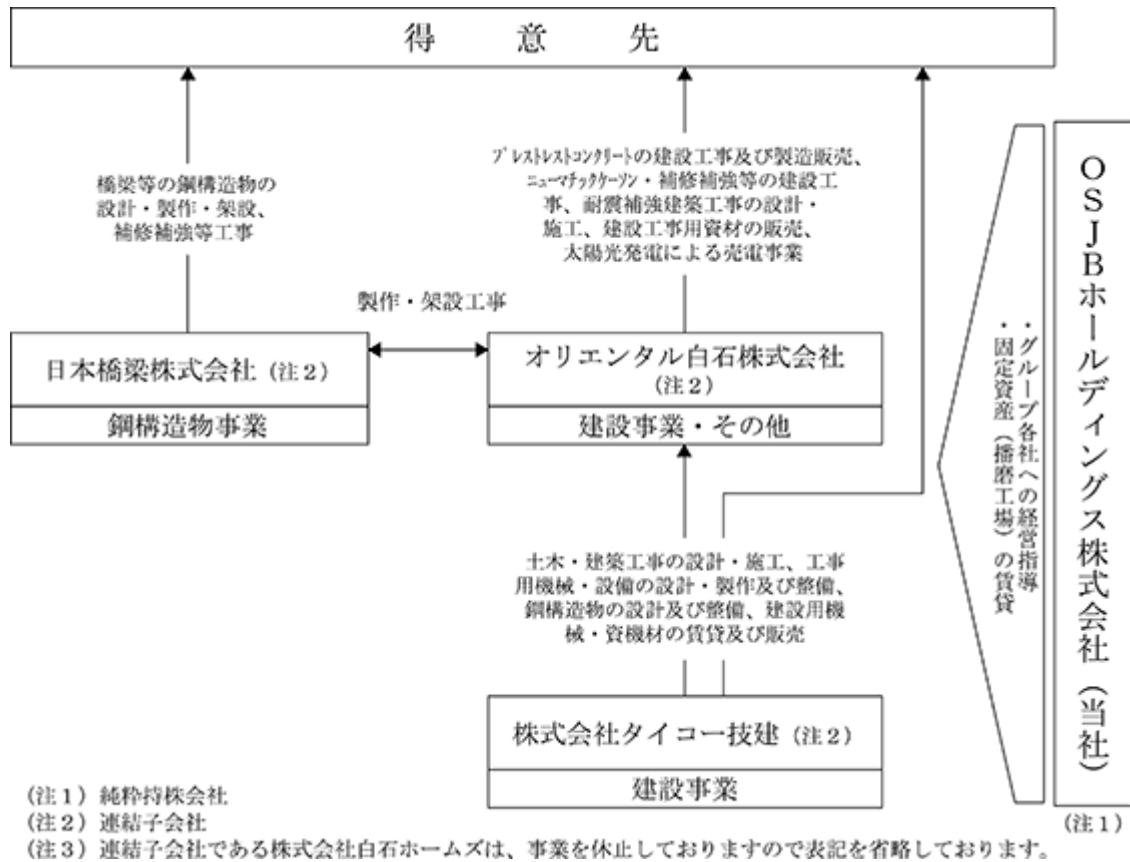 得意先
橋梁等の鋼構造物の
設計・製作・架設、
補修補強等工事
プレストレストコンクリートの建設工事及び製造販売、
ニューマチックケーソン・補修補強等の建設工
事、耐震補強建築工事の設計・
施工、建設工事用資材の販売、
太陽光発電による売電事業
製作・架設工事
日本橋梁株式会社（注2）
鋼構造物事業
オリエンタル白石株式会社
（注2）
建設事業・その他
土木・建築工事の設計・施工、工事
用機械・設備の設計・製作及び整備、
鋼構造物の設計及び整備、建設用機
械・資機材の賃貸及び販売
株式会社タイコー技建（注2）
建設事業
・グループ各社への経営指導
・固定資産（播磨工場）の賃貸
OSJBホールディングス株式会社（当社）
（注1）
（注1）純粋持株会社
（注2）連結子会社
（注3）連結子会社である株式会社白石ホームズは、事業を休止しておりますので表記を省略しております。